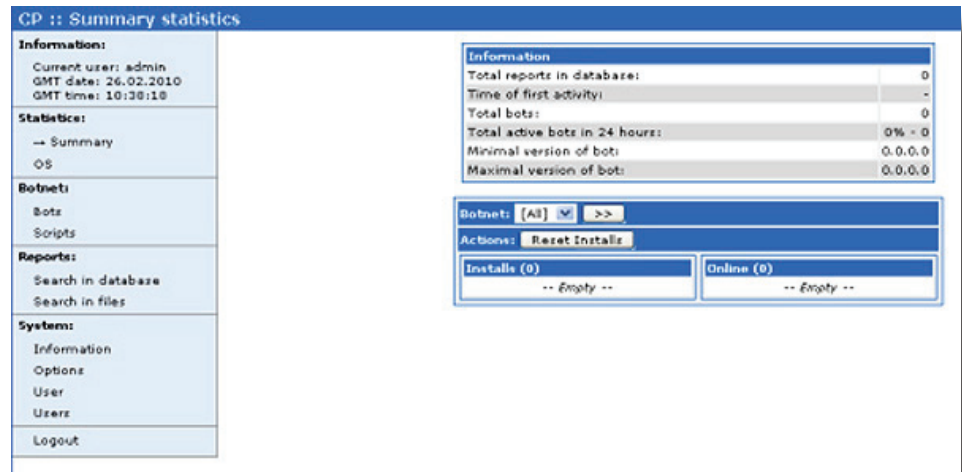 CP :: Summary statistics
Information:
Current user: admin
GMT date: 26.02.2010
GMT time: 10:38:18
Statistics:
→ Summary
OS
Botnet:
Bots
Scripts
Reports:
Search in database
Search in files
System:
Information
Options
User
Users
Logout
Information
Total reports in database: 0
Time of first activity: -
Total bots: 0
Total active bots in 24 hours: 0% - 0
Minimal version of bot: 0.0.0.0
Maximal version of bot: 0.0.0.0
Botnet: [All] >>
Actions: Reset Installs
Installs (0) Online (0)
-- Empty -- -- Empty --